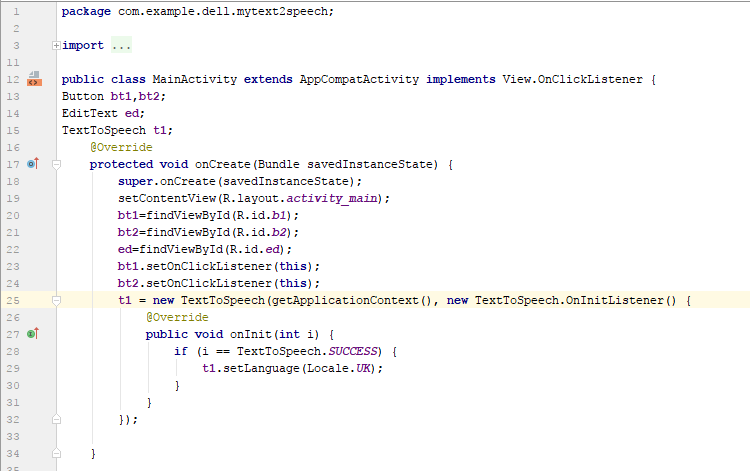 1 package com.example.dell.mytext2speech;
2
3 import ...
11
12 public class MainActivity extends AppCompatActivity implements View.OnClickListener {
13 Button bt1,bt2;
14 EditText ed;
15 TextToSpeech t1;
16 @Override
17 protected void onCreate(Bundle savedInstanceState) {
18 super.onCreate(savedInstanceState);
19 setContentView(R.layout.activity_main);
20 bt1=findViewById(R.id.b1);
21 bt2=findViewById(R.id.b2);
22 ed=findViewById(R.id.ed);
23 bt1.setOnClickListener(this);
24 bt2.setOnClickListener(this);
25 t1 = new TextToSpeech(getApplicationContext(), new TextToSpeech.OnInitListener() {
26 @Override
27 public void onInit(int i) {
28 if (i == TextToSpeech.SUCCESS) {
29 t1.setLanguage(Locale.UK);
30 }
31 }
32 });
33
34 }
35